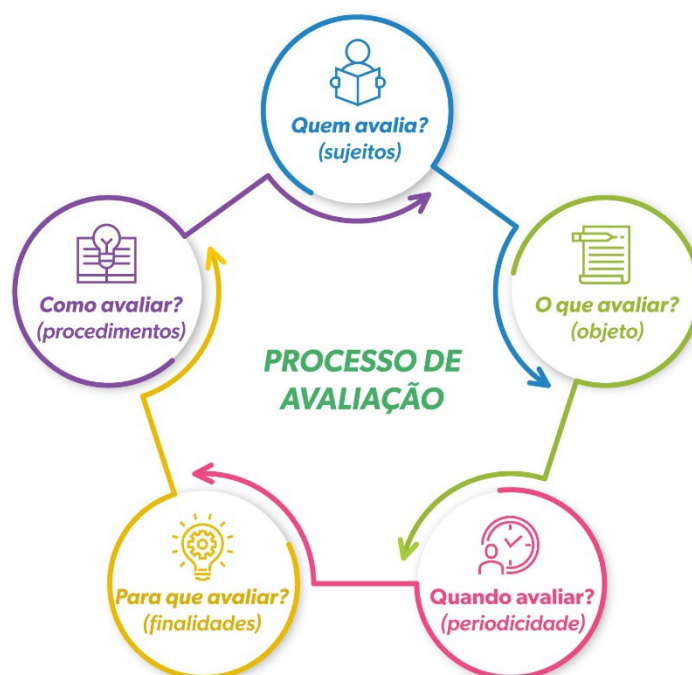 Quem avalia?
(sujeitos)
Como avaliar?
(procedimentos)
O que avaliar?
(objeto)
PROCESSO DE
AVALIAÇÃO
Para que avaliar?
(finalidades)
Quando avaliar?
(periodicidade)